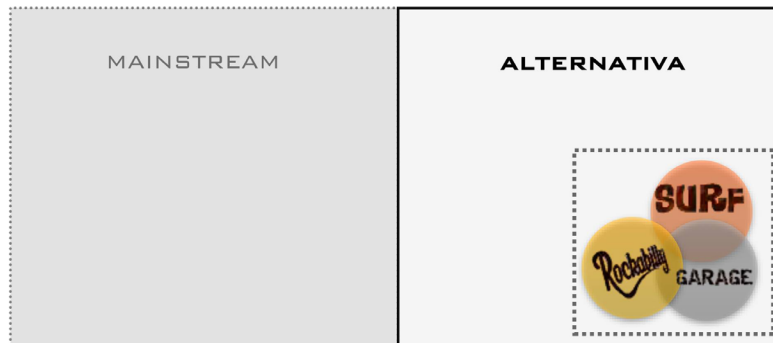 MAINSTREAM
ALTERNATIVA
SURF
Rockabilly
GARAGE